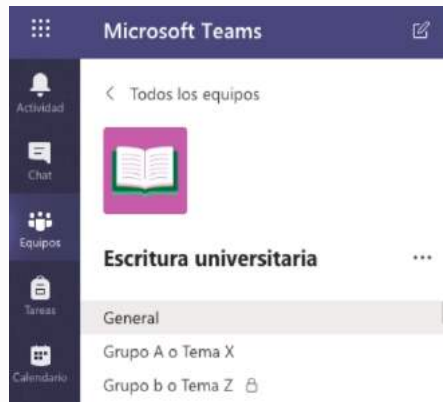 Microsoft Teams
Actividad
Chat
Equipos
Tareas
Calendario
Todos los equipos
Escritura universitaria
General
Grupo A o Tema X
Grupo b o Tema Z